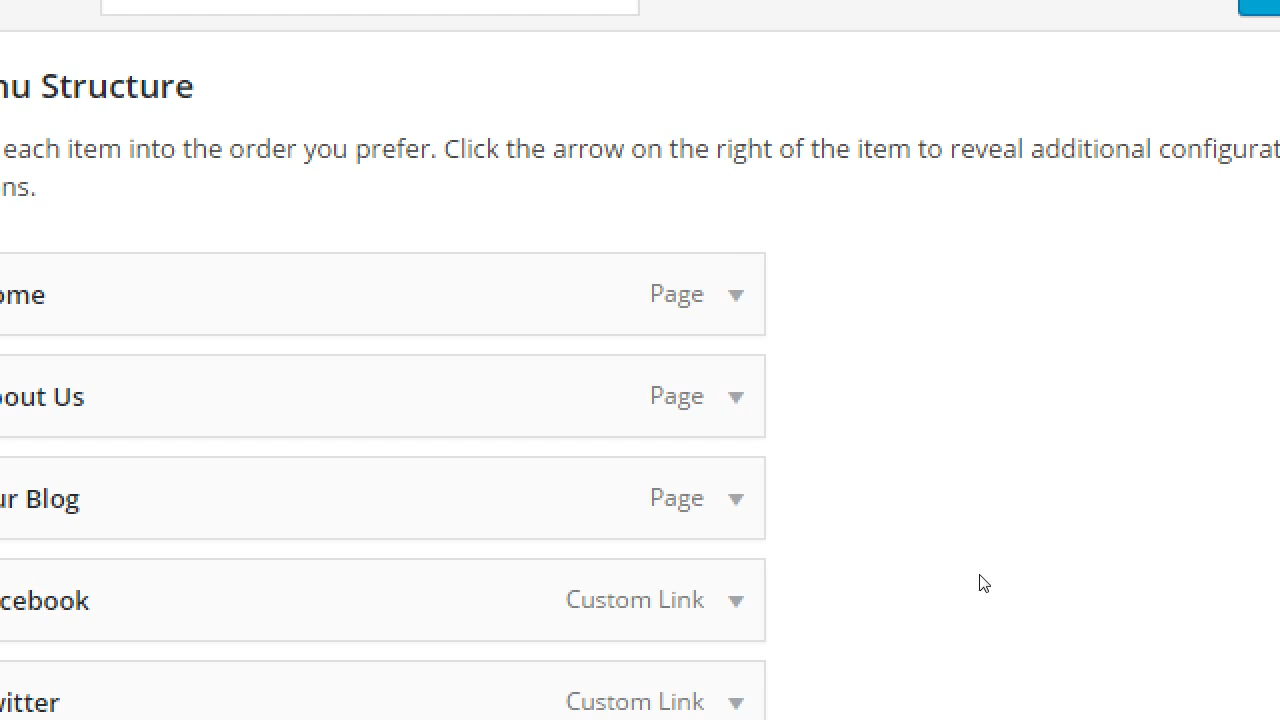 nu Structure
each item into the order you prefer. Click the arrow on the right of the item to reveal additional configurat
ns.
ome Page
bout Us Page
ur Blog Page
cebook Custom Link
witter Custom Link